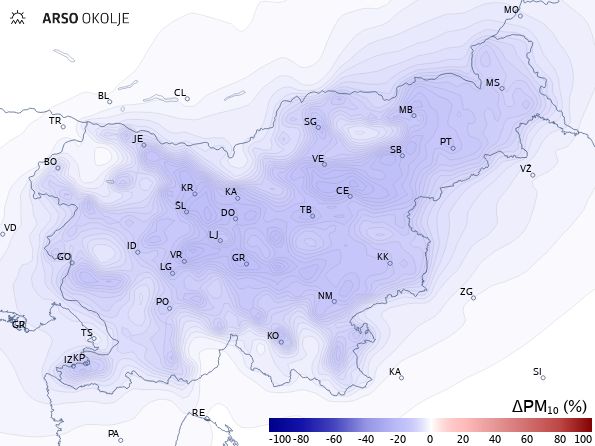 ARSO OKOLJE
MO
MS
BL
CL
TR
SG
MB
JE
PT
BO
VE
SB
VŽ
KR
KA
CE
ŠL
DO
TB
VD
LJ
ID
GO
VR
GR
KK
LG
PO
NM
ZG
GR
TS
KO
IZ
KP
KA
SI
RE
PA
ΔPM₁₀ (%)
-100 -80 -60 -40 -20 0 20 40 60 80 100